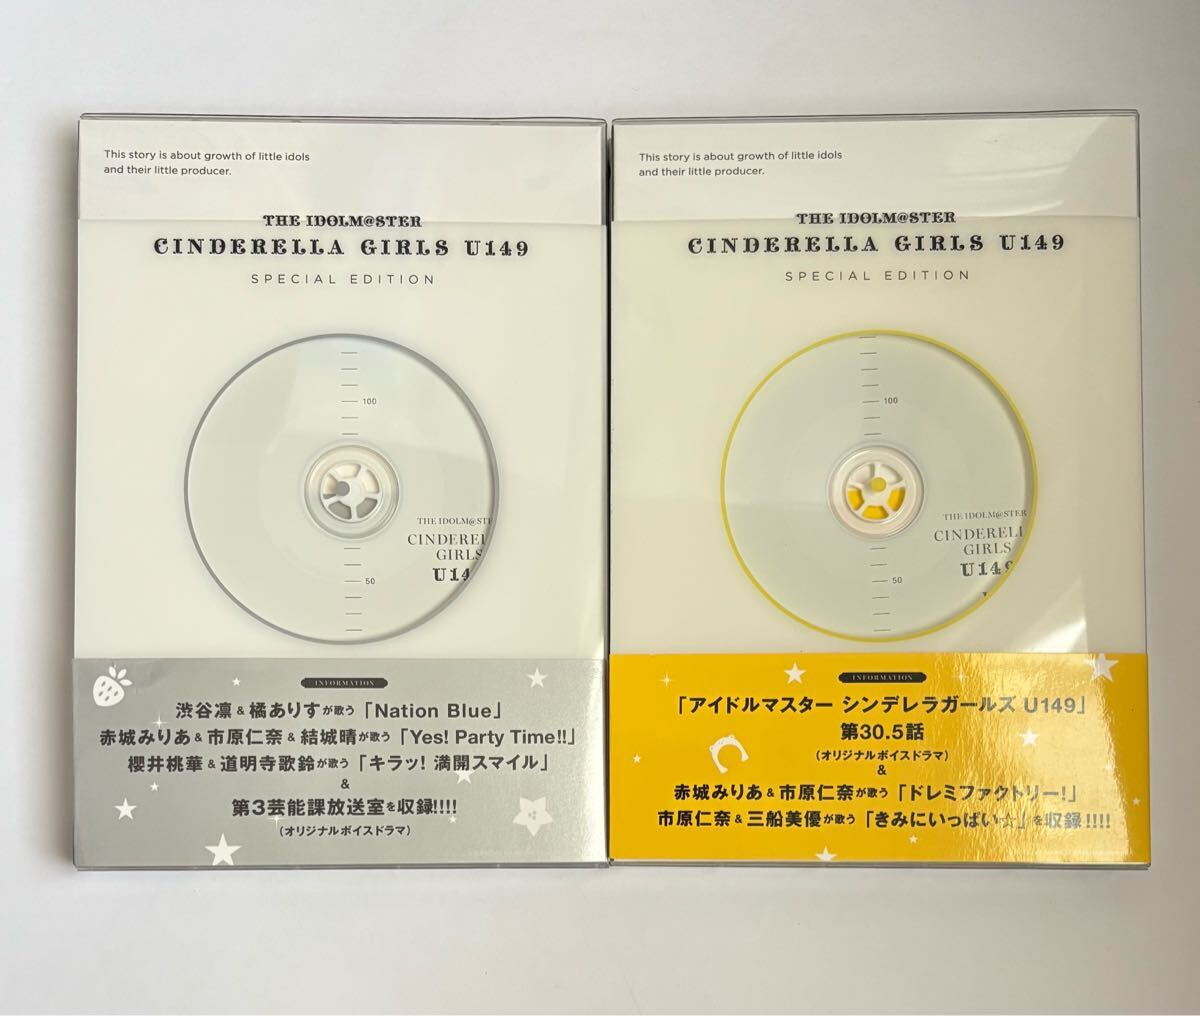 This story is about growth of little idols
and their little producer.
THE IDOLM@STER
CINDERELLA GIRLS U149
SPECIAL EDITION
100
THE IDOLM@STE
CINDEREL
GIRLS
U14
50
INFORMATION
渋谷凛&橘ありすが歌う「Nation Blue」
赤城みりあ&市原仁奈&結城晴が歌う「Yes! Party Time!!」
櫻井桃華&道明寺歌鈴が歌う「キラッ! 満開スマイル」
&
第3芸能課放送室を収録!!!!
(オリジナルボイスドラマ)
This story is about growth of little idols
and their little producer.
THE IDOLM@STER
CINDERELLA GIRLS U149
SPECIAL EDITION
100
THE IDOLM@STER
CINDERELL
GIRLS
U149
50
INFORMATION
「アイドルマスター シンデレラガールズ U149」
第30.5話
(オリジナルボイスドラマ)
&
赤城みりあ&市原仁奈が歌う「ドレミファクトリー!」
市原仁奈&三船美優が歌う「きみにいっぱい☆」を収録!!!!